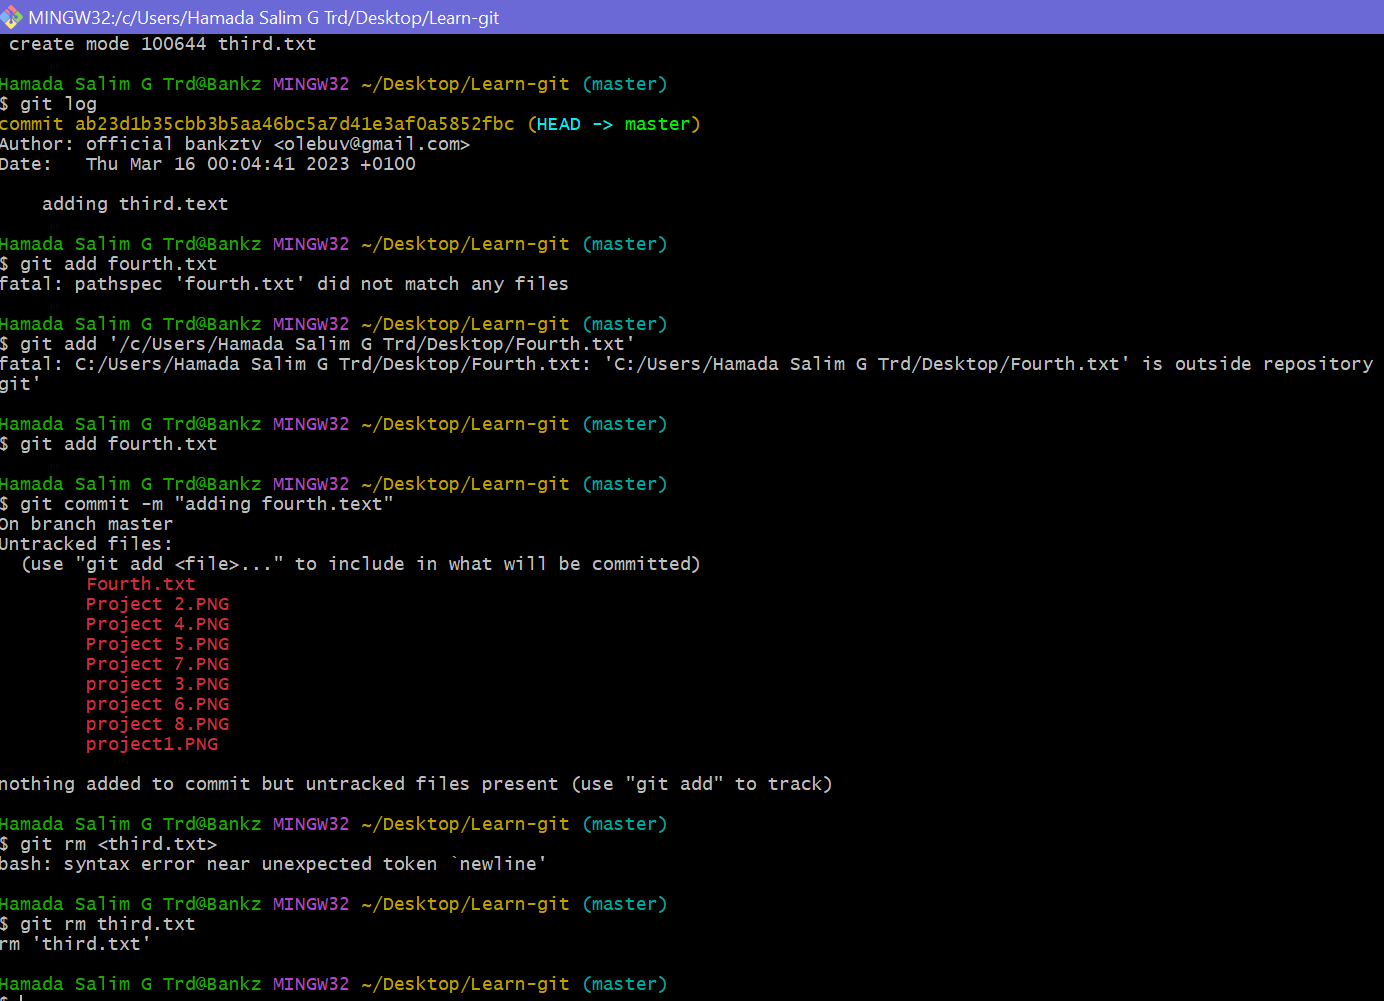 MINGW32:/c/Users/Hamada Salim G Trd/Desktop/Learn-git
create mode 100644 third.txt
Hamada Salim G Trd@Bankz MINGW32 ~/Desktop/Learn-git (master)
$ git log
commit ab23d1b35cbb3b5aa46bc5a7d41e3af0a5852fbc (HEAD -> master)
Author: official bankztv <olebuv@gmail.com>
Date:   Thu Mar 16 00:04:41 2023 +0100
adding third.text
Hamada Salim G Trd@Bankz MINGW32 ~/Desktop/Learn-git (master)
$ git add fourth.txt
fatal: pathspec 'fourth.txt' did not match any files
Hamada Salim G Trd@Bankz MINGW32 ~/Desktop/Learn-git (master)
$ git add '/c/Users/Hamada Salim G Trd/Desktop/Fourth.txt'
fatal: C:/Users/Hamada Salim G Trd/Desktop/Fourth.txt: 'C:/Users/Hamada Salim G Trd/Desktop/Fourth.txt' is outside repository
git'
Hamada Salim G Trd@Bankz MINGW32 ~/Desktop/Learn-git (master)
$ git add fourth.txt
Hamada Salim G Trd@Bankz MINGW32 ~/Desktop/Learn-git (master)
$ git commit -m "adding fourth.text"
On branch master
Untracked files:
(use "git add <file>..." to include in what will be committed)
Fourth.txt
Project 2.PNG
Project 4.PNG
Project 5.PNG
Project 7.PNG
project 3.PNG
project 6.PNG
project 8.PNG
project1.PNG
nothing added to commit but untracked files present (use "git add" to track)
Hamada Salim G Trd@Bankz MINGW32 ~/Desktop/Learn-git (master)
$ git rm <third.txt>
bash: syntax error near unexpected token `newline'
Hamada Salim G Trd@Bankz MINGW32 ~/Desktop/Learn-git (master)
$ git rm third.txt
rm 'third.txt'
Hamada Salim G Trd@Bankz MINGW32 ~/Desktop/Learn-git (master)
$